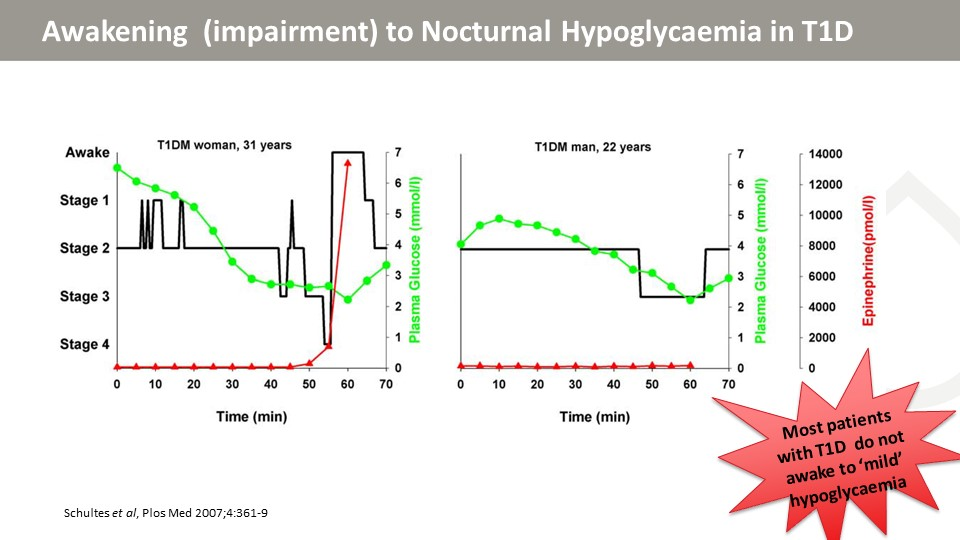 Awakening (impairment) to Nocturnal Hypoglycaemia in T1D
T1DM woman, 31 years
Awake
Stage 1
Stage 2
Stage 3
Stage 4
7
6
5
4
3
2
1
0
Plasma Glucose (mmol/l)
0 10 20 30 40 50 60 70
Time (min)
T1DM man, 22 years
7
6
5
4
3
2
1
0
Plasma Glucose (mmol/l)
0 10 20 30 40 50 60 70
Time (min)
14000
12000
10000
8000
6000
4000
2000
0
Epinephrine(pmol/l)
Most patients
with T1D do not
awake to ‘mild’
hypoglycaemia
Schultes et al, Plos Med 2007;4:361-9